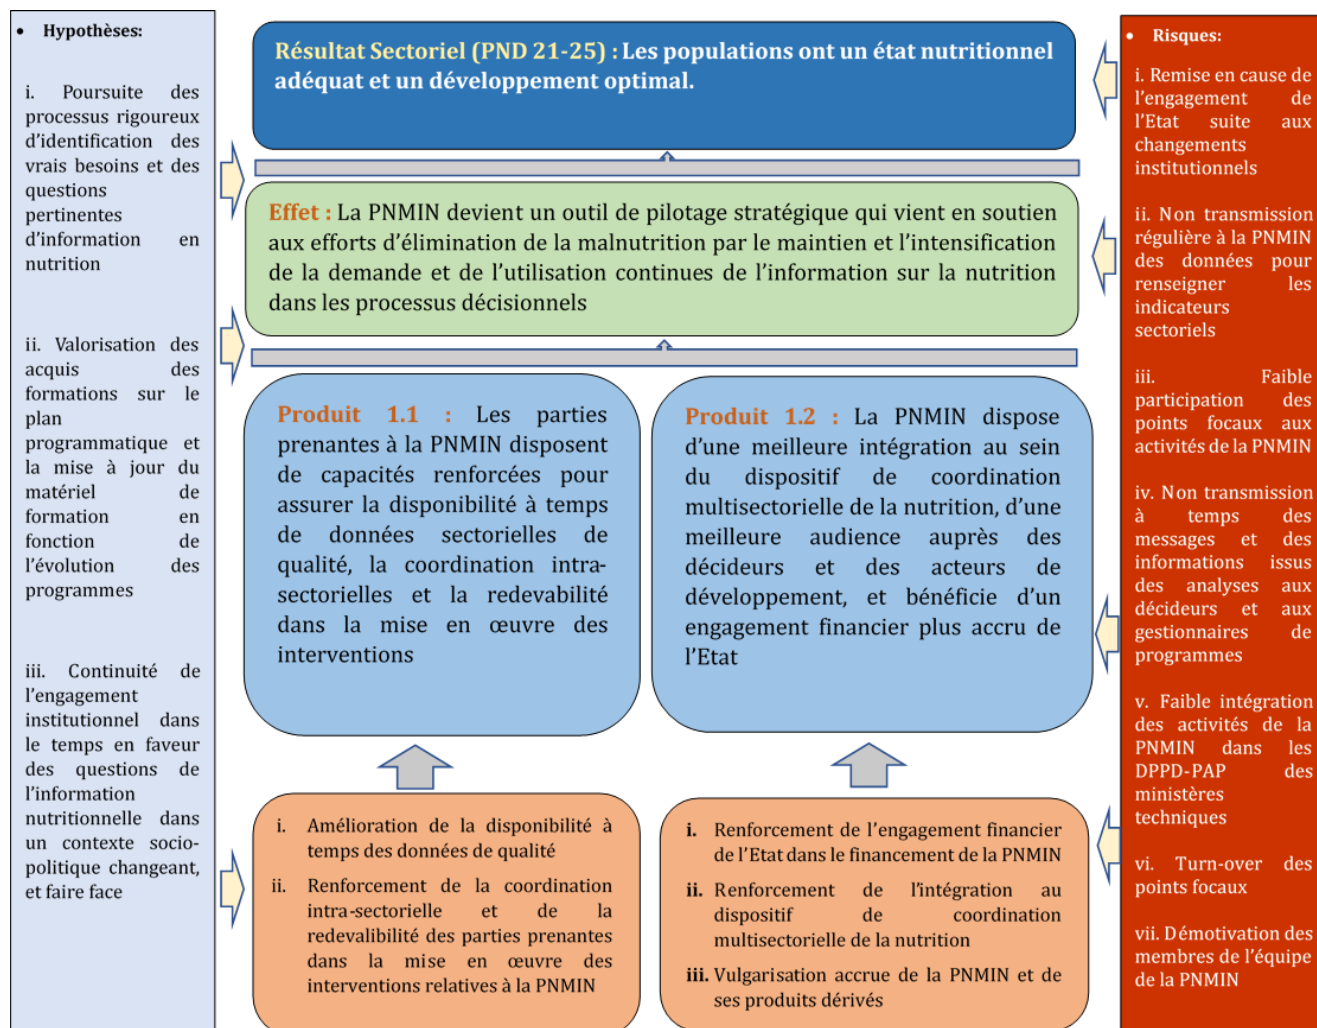 • Hypothèses:
i. Poursuite des
processus rigoureux
d’identification des
vrais besoins et des
questions
pertinentes
d’information en
nutrition
ii. Valorisation des
acquis des
formations sur le
plan
programmatique et
la mise à jour du
matériel de
formation en
fonction de
l’évolution des
programmes
iii. Continuité de
l’engagement
institutionnel dans
le temps en faveur
des questions de
l’information
nutritionnelle dans
un contexte socio-
politique changeant,
et faire face
Résultat Sectoriel (PND 21-25) : Les populations ont un état nutritionnel
adéquat et un développement optimal.
Effet : La PNMIN devient un outil de pilotage stratégique qui vient en soutien
aux efforts d’élimination de la malnutrition par le maintien et l’intensification
de la demande et de l’utilisation continues de l’information sur la nutrition
dans les processus décisionnels
Produit 1.1 : Les parties
prenantes à la PNMIN disposent
de capacités renforcées pour
assurer la disponibilité à temps
de données sectorielles de
qualité, la coordination intra-
sectorielles et la redevabilité
dans la mise en œuvre des
interventions
Produit 1.2 : La PNMIN dispose
d’une meilleure intégration au sein
du dispositif de coordination
multisectorielle de la nutrition, d’une
meilleure audience auprès des
décideurs et des acteurs de
développement, et bénéficie d’un
engagement financier plus accru de
l’Etat
i. Amélioration de la disponibilité à
temps des données de qualité
ii. Renforcement de la coordination
intra-sectorielle et de la
redevalibilité des parties prenantes
dans la mise en œuvre des
interventions relatives à la PNMIN
i. Renforcement de l’engagement financier
de l’Etat dans le financement de la PNMIN
ii. Renforcement de l’intégration au
dispositif de coordination
multisectorielle de la nutrition
iii. Vulgarisation accrue de la PNMIN et de
ses produits dérivés
• Risques:
i. Remise en cause de
l’engagement de
l’Etat suite aux
changements
institutionnels
ii. Non transmission
régulière à la PNMIN
des données pour
renseigner les
indicateurs
sectoriels
iii. Faible
participation des
points focaux aux
activités de la PNMIN
iv. Non transmission
à temps des
messages et des
informations issus
des analyses aux
décideurs et aux
gestionnaires de
programmes
v. Faible intégration
des activités de la
PNMIN dans les
DPPD-PAP des
ministères
techniques
vi. Turn-over des
points focaux
vii. Démotivation des
membres de l’équipe
de la PNMIN